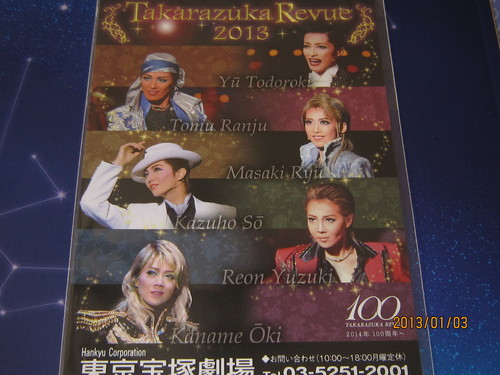 Takarazuka Revue
2013
Yū Todoroki
Tomu Ranju
Masaki Ryū
Kazuho Sō
Reon Yuzuki
Kaname Ōki
100
TAKARAZUKA REVUE
2014年 100周年へ
2013/01/03
Hankyu Corporation
東京宝塚劇場
◆お問い合わせ(10:00〜18:00月曜定休)
Tel 03-5251-2001